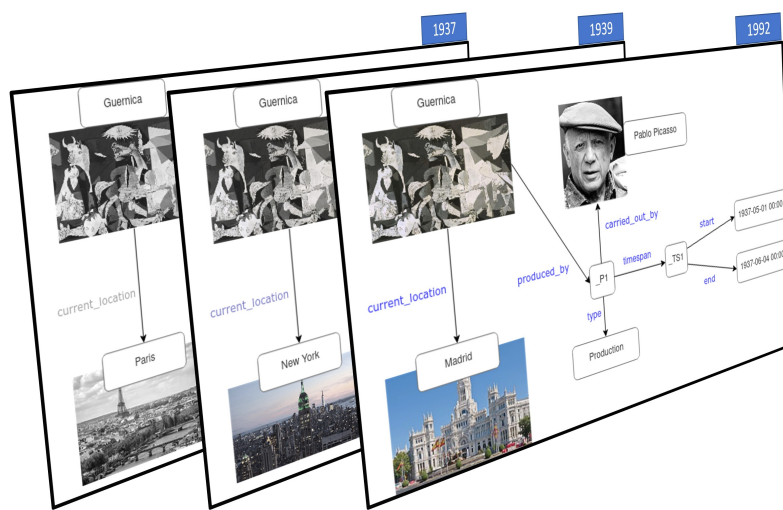 1937
1939
1992
Guernica
Guernica
Guernica
Pablo Picasso
carried_out_by
start
1937-05-01 00:00
timespan
_TS1
produced_by
_P1
end
1937-06-04 00:00
current_location
current_location
current_location
type
Paris
New York
Madrid
Production